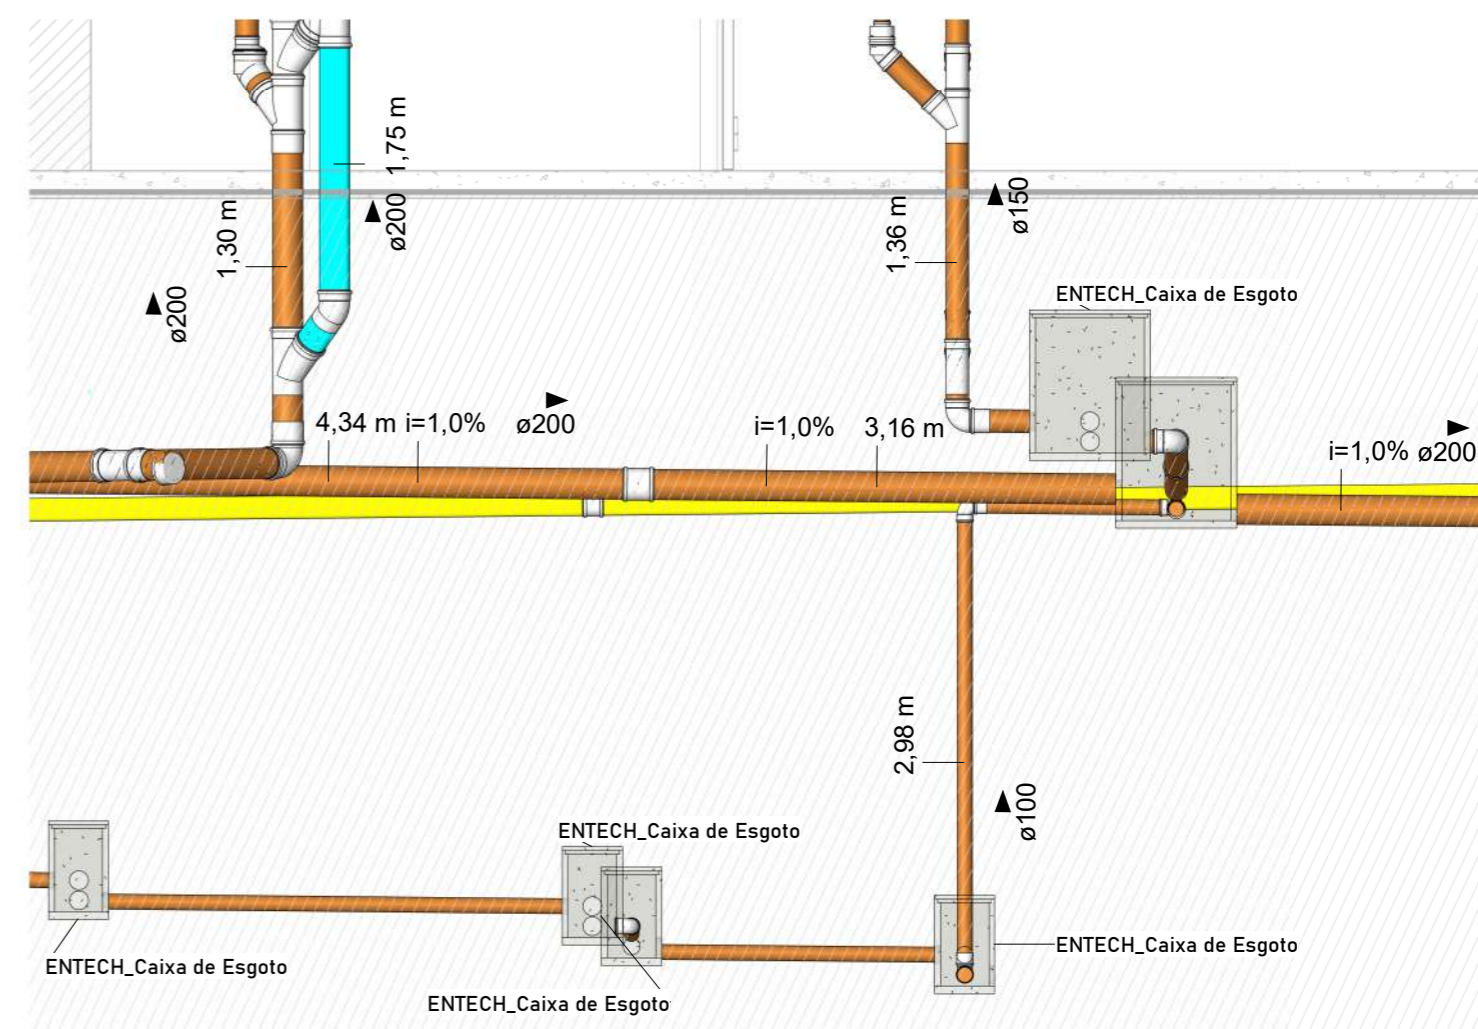 1,75 m
ø200
1,30 m
ø200
1,36 m
ø150
ENTECH_Caixa de Esgoto
4,34 m i=1,0% ø200
i=1,0% 3,16 m
i=1,0% ø200
2,98 m
ø100
ENTECH_Caixa de Esgoto
ENTECH_Caixa de Esgoto
ENTECH_Caixa de Esgoto
ENTECH_Caixa de Esgoto